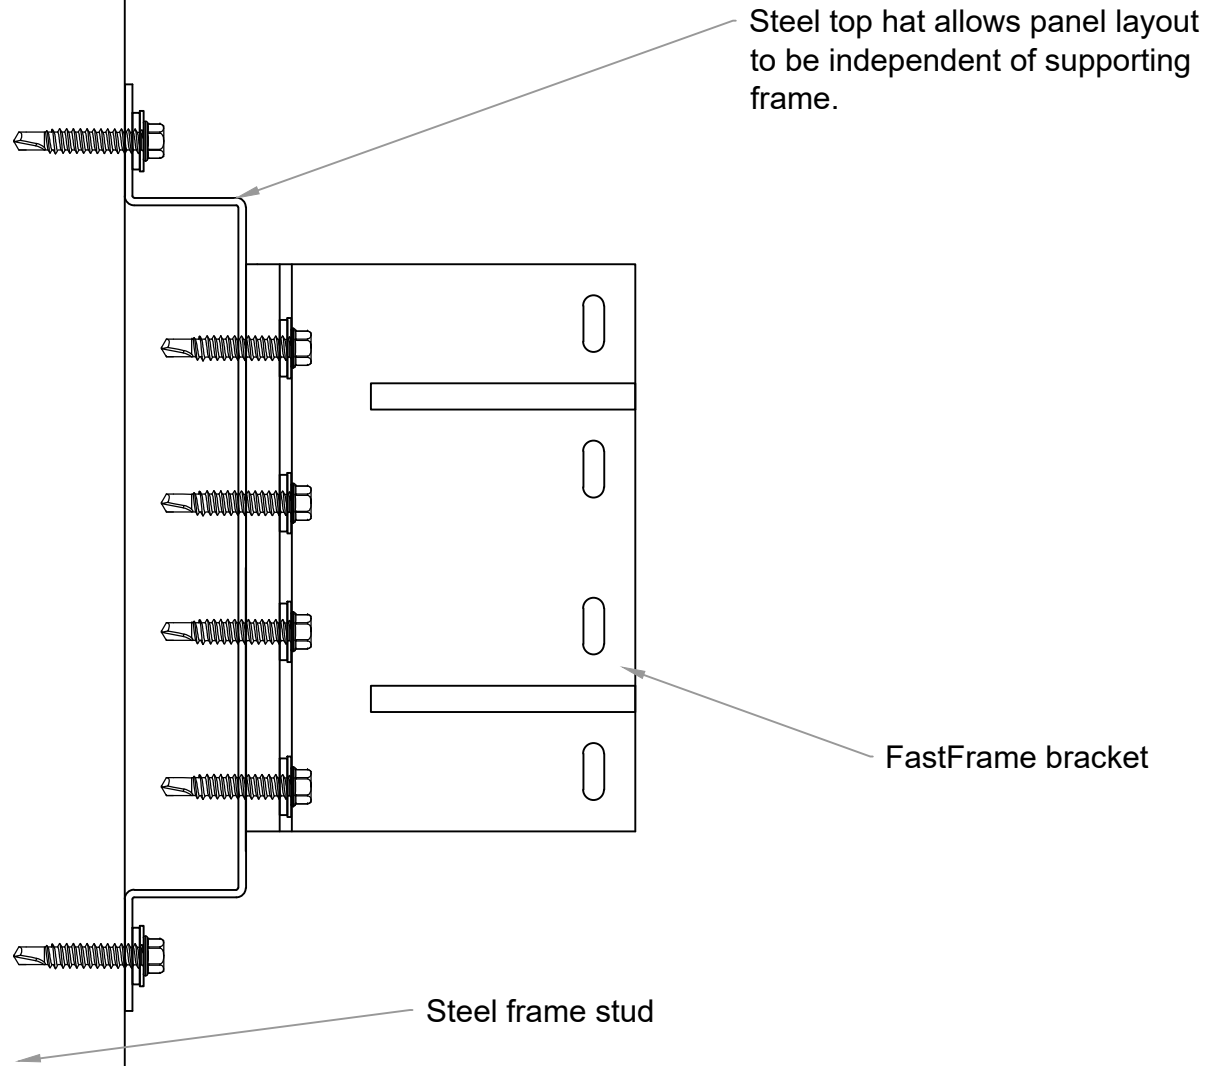 Steel top hat allows panel layout
to be independent of supporting
frame.
FastFrame bracket
Steel frame stud